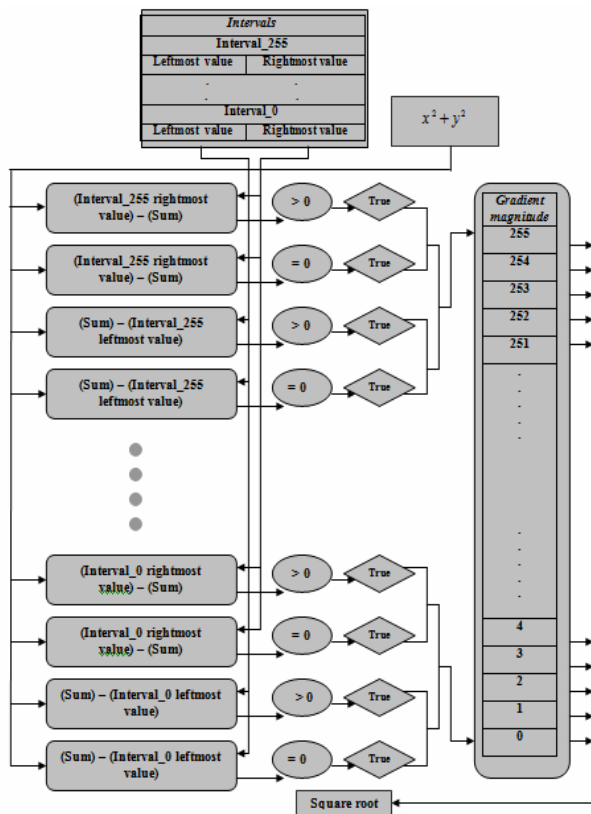 Intervals
Interval_255
Leftmost value Rightmost value
.
.
.
.
Interval_0
Leftmost value Rightmost value
x² + y²
(Interval_255 rightmost
value) – (Sum)
> 0
True
(Interval_255 rightmost
value) – (Sum)
= 0
True
(Sum) – (Interval_255
leftmost value)
> 0
True
(Sum) – (Interval_255
leftmost value)
= 0
True
(Interval_0 rightmost
value) – (Sum)
> 0
True
(Interval_0 rightmost
value) – (Sum)
= 0
True
(Sum) – (Interval_0 leftmost
value)
> 0
True
(Sum) – (Interval_0 leftmost
value)
= 0
True
Gradient
magnitude
255
254
253
252
251
.
.
.
.
.
.
.
.
.
4
3
2
1
0
Square root